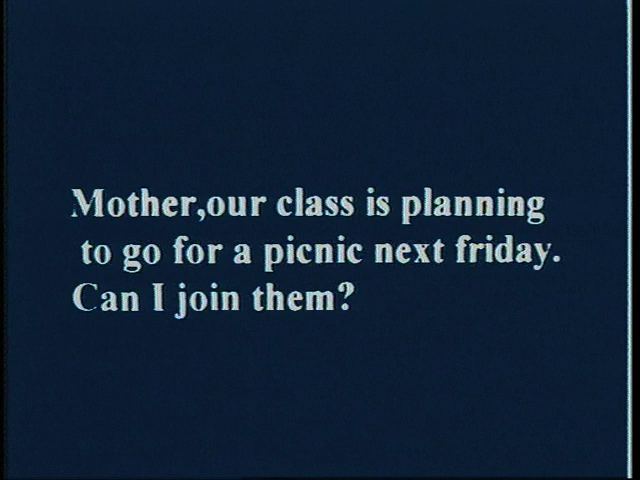 Mother,our class is planning
to go for a picnic next friday.
Can I join them?